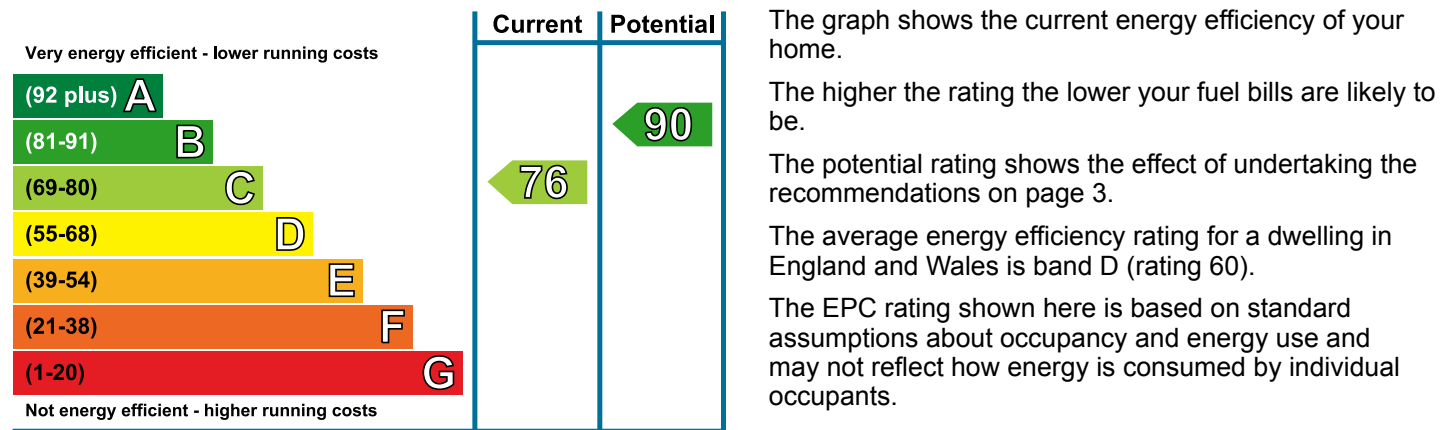 Current Potential
Very energy efficient - lower running costs
(92 plus) A
(81-91) B
90
(69-80) C
76
(55-68) D
(39-54) E
(21-38) F
(1-20) G
Not energy efficient - higher running costs
The graph shows the current energy efficiency of your
home.
The higher the rating the lower your fuel bills are likely to
be.
The potential rating shows the effect of undertaking the
recommendations on page 3.
The average energy efficiency rating for a dwelling in
England and Wales is band D (rating 60).
The EPC rating shown here is based on standard
assumptions about occupancy and energy use and
may not reflect how energy is consumed by individual
occupants.